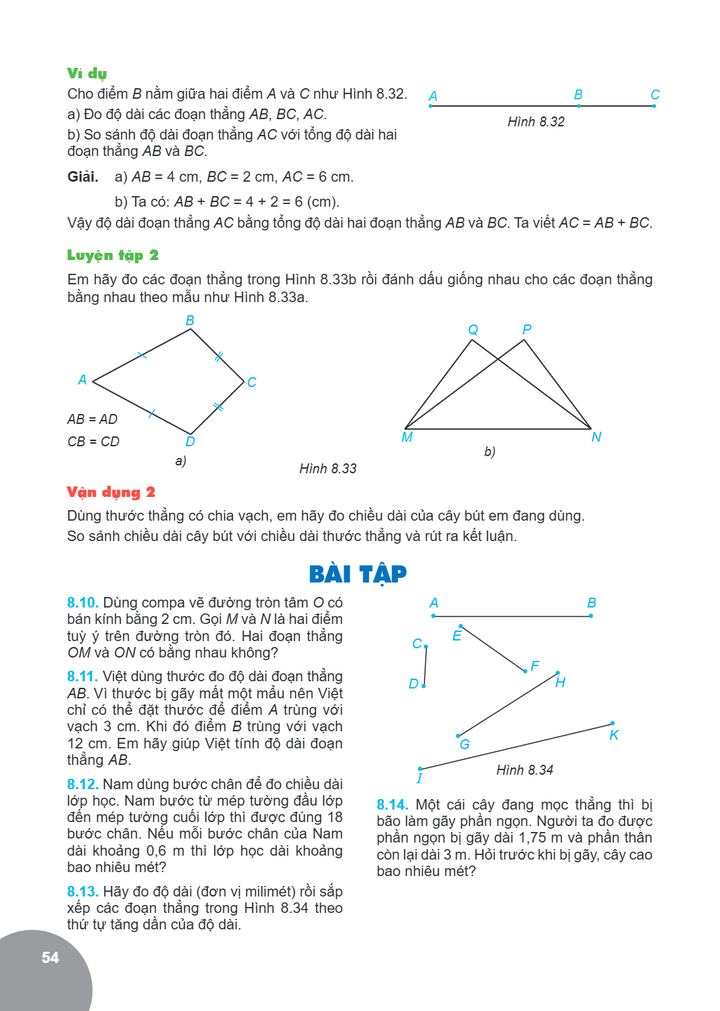 Ví dụ
Cho điểm B nằm giữa hai điểm A và C như Hình 8.32.
a) Đo độ dài các đoạn thẳng AB, BC, AC.
b) So sánh độ dài đoạn thẳng AC với tổng độ dài hai
đoạn thẳng AB và BC.
A B C
Hình 8.32
Giải. a) AB = 4 cm, BC = 2 cm, AC = 6 cm.
b) Ta có: AB + BC = 4 + 2 = 6 (cm).
Vậy độ dài đoạn thẳng AC bằng tổng độ dài hai đoạn thẳng AB và BC. Ta viết AC = AB + BC.
Luyện tập 2
Em hãy đo các đoạn thẳng trong Hình 8.33b rồi đánh dấu giống nhau cho các đoạn thẳng
bằng nhau theo mẫu như Hình 8.33a.
B
A
C
D
AB = AD
CB = CD
a)
Q P
M N
b)
Hình 8.33
Vận dụng 2
Dùng thước thẳng có chia vạch, em hãy đo chiều dài của cây bút em đang dùng.
So sánh chiều dài cây bút với chiều dài thước thẳng và rút ra kết luận.
BÀI TẬP
8.10. Dùng compa vẽ đường tròn tâm O có
bán kính bằng 2 cm. Gọi M và N là hai điểm
tuỳ ý trên đường tròn đó. Hai đoạn thẳng
OM và ON có bằng nhau không?
8.11. Việt dùng thước đo độ dài đoạn thẳng
AB. Vì thước bị gãy mất một mẩu nên Việt
chỉ có thể đặt thước để điểm A trùng với
vạch 3 cm. Khi đó điểm B trùng với vạch
12 cm. Em hãy giúp Việt tính độ dài đoạn
thẳng AB.
8.12. Nam dùng bước chân để đo chiều dài
lớp học. Nam bước từ mép tường đầu lớp
đến mép tường cuối lớp thì được đúng 18
bước chân. Nếu mỗi bước chân của Nam
dài khoảng 0,6 m thì lớp học dài khoảng
bao nhiêu mét?
8.13. Hãy đo độ dài (đơn vị milimét) rồi sắp
xếp các đoạn thẳng trong Hình 8.34 theo
thứ tự tăng dần của độ dài.
A B
E
C
F
D
H
G
K
I
Hình 8.34
8.14. Một cái cây đang mọc thẳng thì bị
bão làm gãy phần ngọn. Người ta đo được
phần ngọn bị gãy dài 1,75 m và phần thân
còn lại dài 3 m. Hỏi trước khi bị gãy, cây cao
bao nhiêu mét?
54